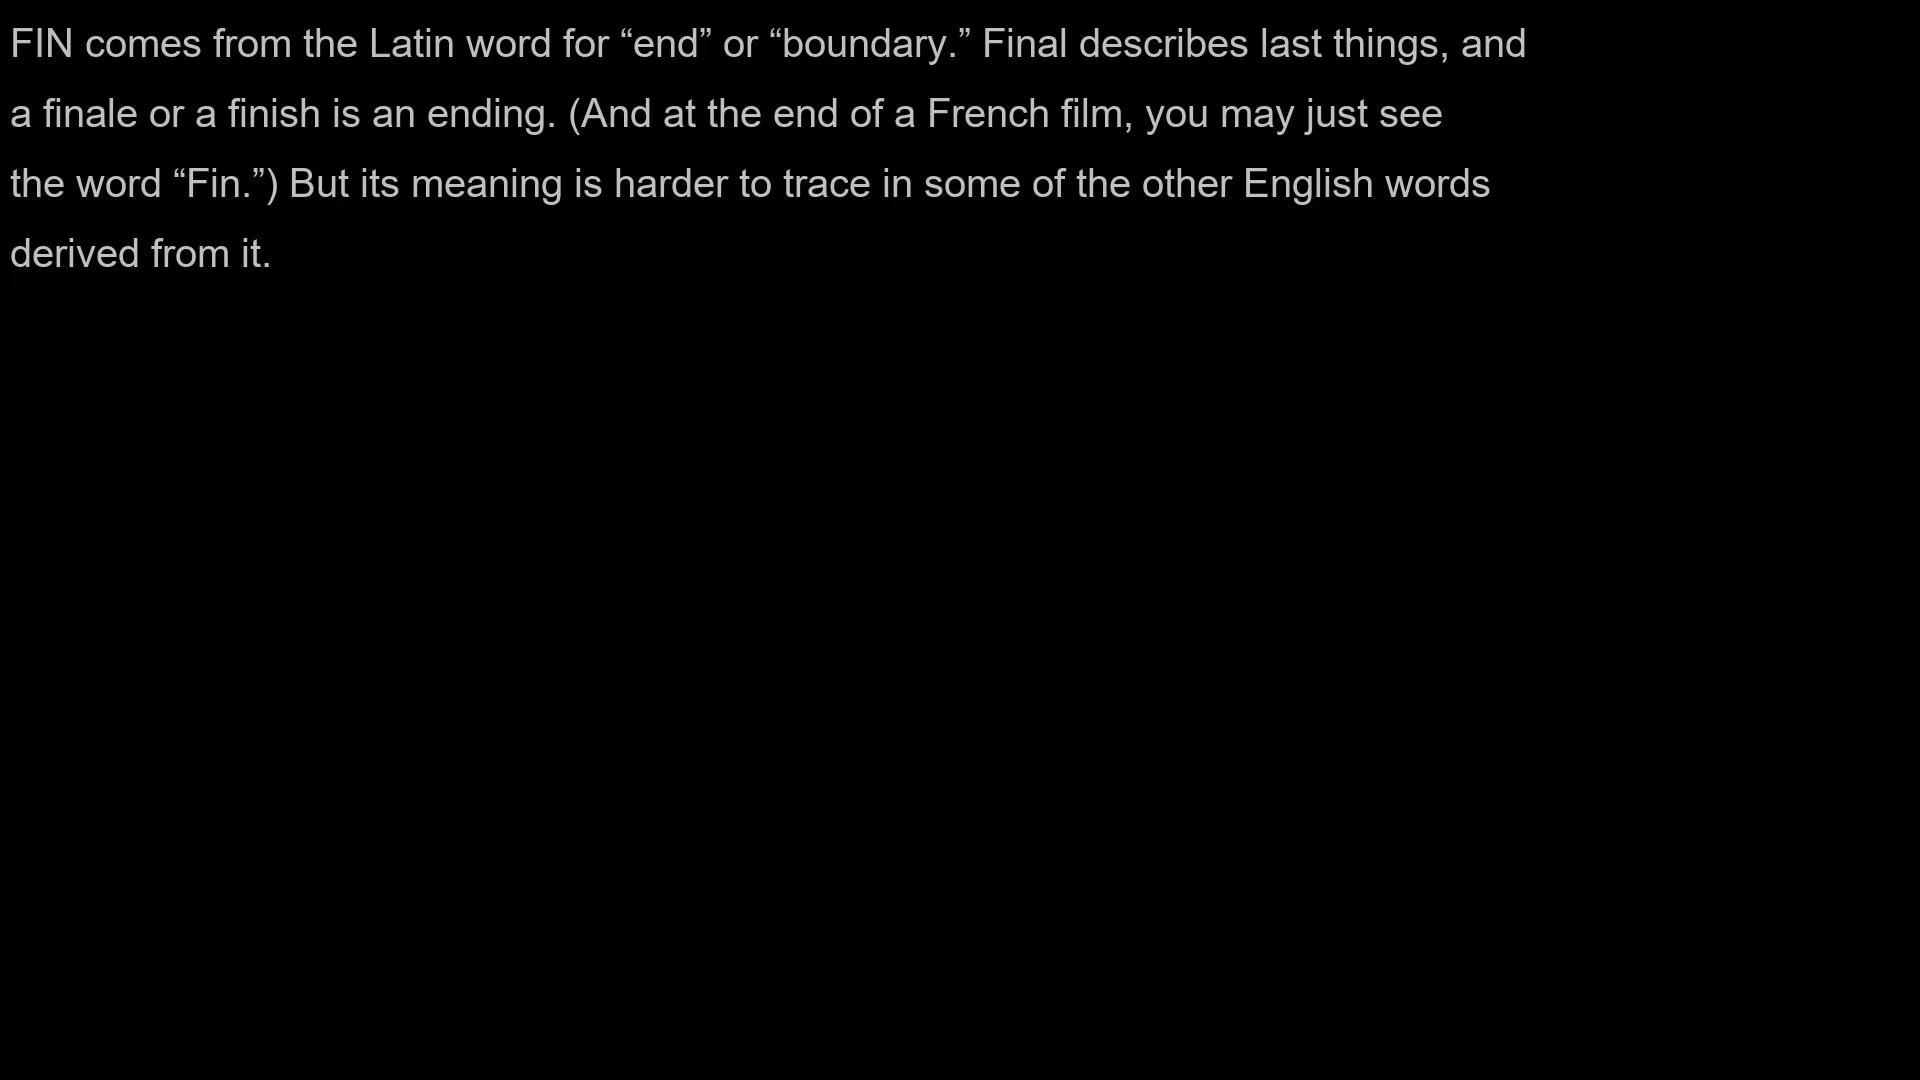 FIN comes from the Latin word for “end” or “boundary.” Final describes last things, and
a finale or a finish is an ending. (And at the end of a French film, you may just see
the word “Fin.”) But its meaning is harder to trace in some of the other English words
derived from it.